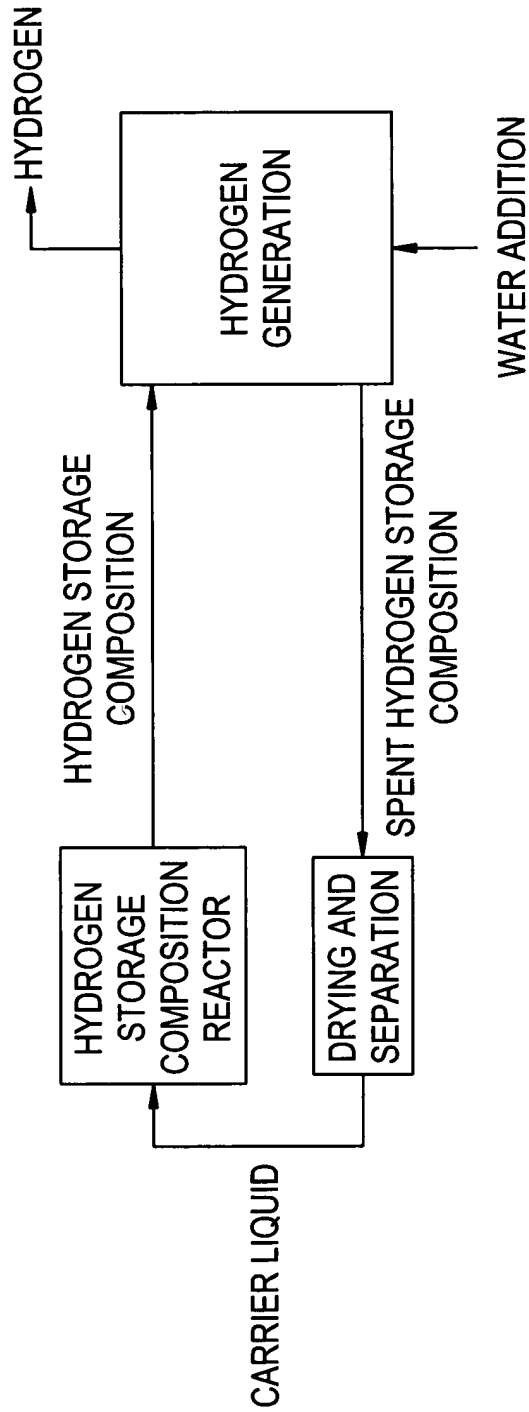 HYDROGEN
HYDROGEN STORAGE
COMPOSITION
HYDROGEN
STORAGE
COMPOSITION
REACTOR
HYDROGEN
GENERATION
CARRIER LIQUID
DRYING AND
SEPARATION
SPENT HYDROGEN STORAGE
COMPOSITION
WATER ADDITION